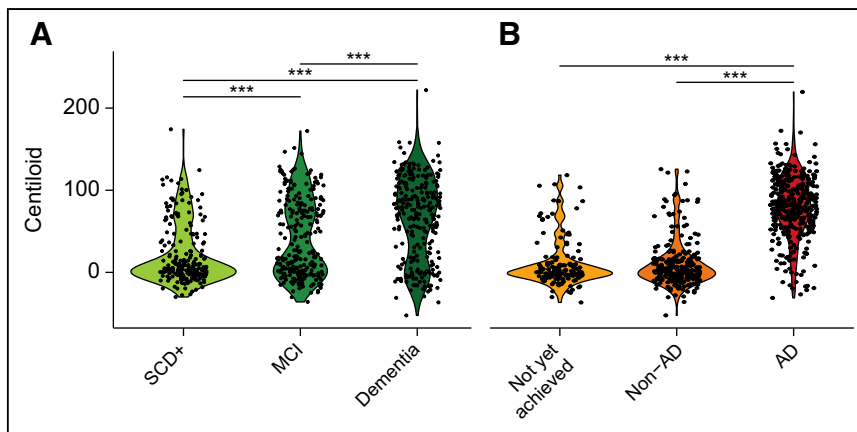 A
B
***
***
***
***
***
200
100
0
Centiloid
SCD+
MCI
Dementia
Not yet
achieved
Non-AD
AD